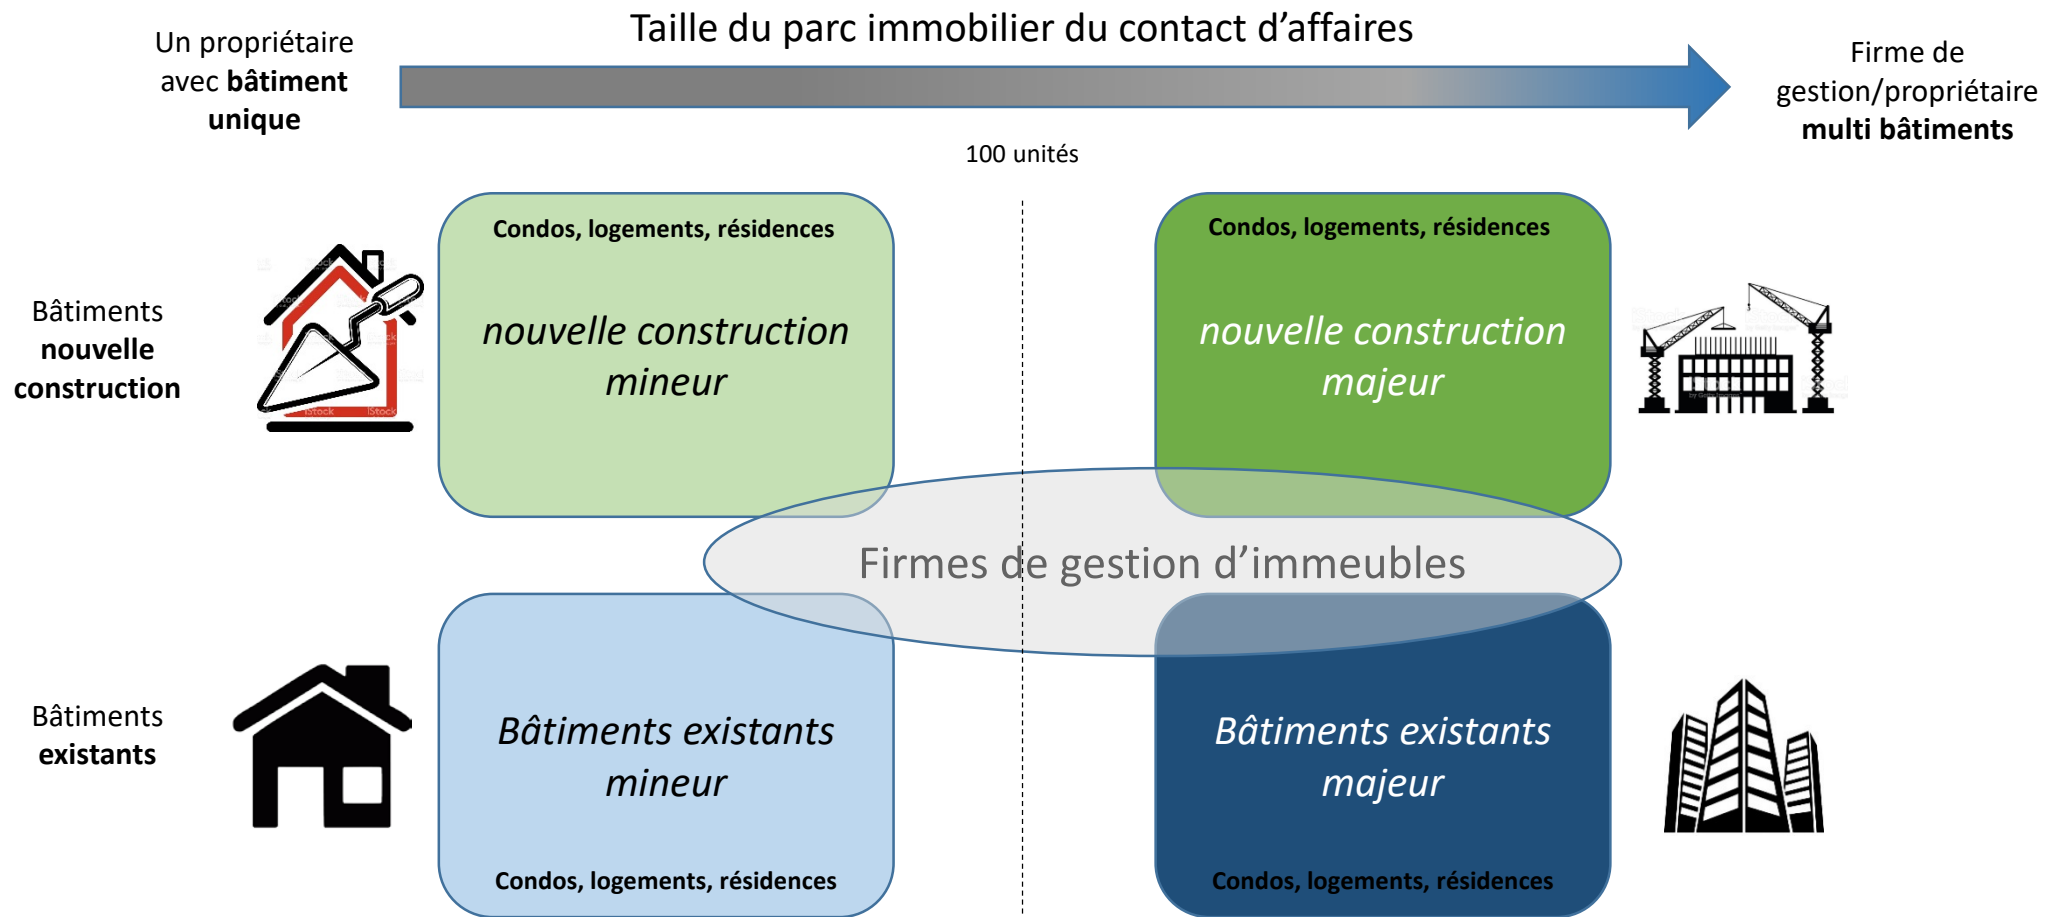 Taille du parc immobilier du contact d’affaires
Un propriétaire
avec bâtiment
unique
Firme de
gestion/propriétaire
multi bâtiments
100 unités
Bâtiments
nouvelle
construction
Condos, logements, résidences
nouvelle construction
mineur
Condos, logements, résidences
nouvelle construction
majeur
iStock
iStock
Firmes de gestion d’immeubles
Bâtiments
existants
Bâtiments existants
mineur
Condos, logements, résidences
Bâtiments existants
majeur
Condos, logements, résidences